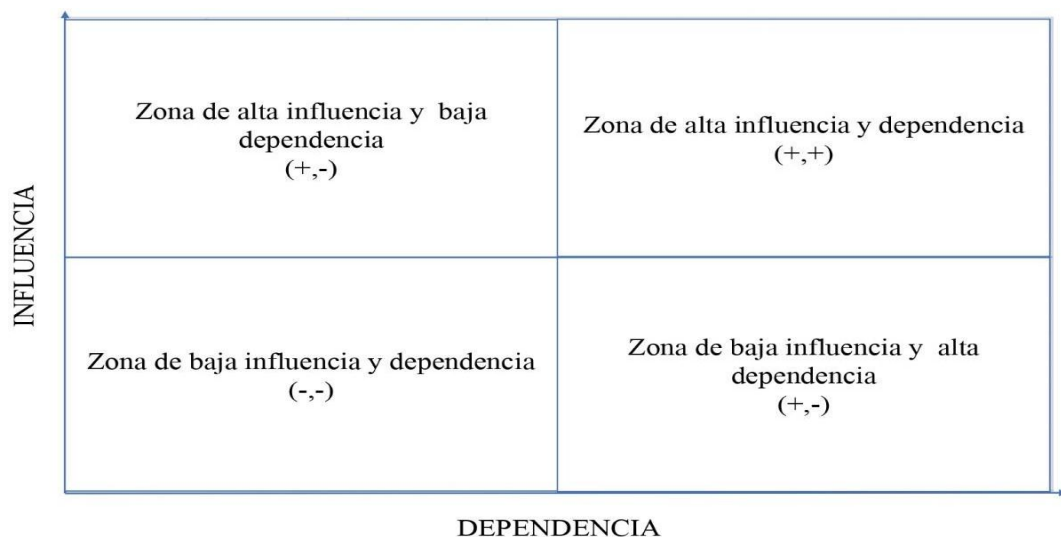 Zona de alta influencia y baja
dependencia
(+,-)
Zona de alta influencia y dependencia
(+,+)
INFLUENCIA
Zona de baja influencia y dependencia
(-,-)
Zona de baja influencia y alta
dependencia
(+,-)
DEPENDENCIA